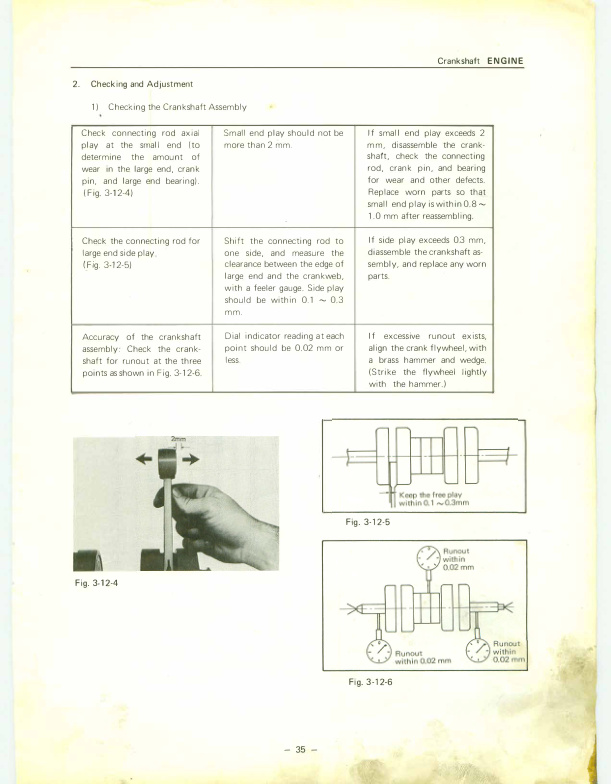 Crankshaft ENGINE
2. Checking and Adjustment
1) Checking the Crankshaft Assembly
Check connecting rod axial
play at the small end (to
determine the amount of
wear in the large end, crank
pin, and large end bearing).
(Fig. 3-12-4)
Small end play should not be
more than 2 mm.
If small end play exceeds 2
mm, disassemble the crank-
shaft, check the connecting
rod, crank pin, and bearing
for wear and other defects.
Replace worn parts so that
small end play is within 0.8 ~
1.0 mm after reassembling.
Check the connecting rod for
large end side play.
(Fig. 3-12-5)
Shift the connecting rod to
one side, and measure the
clearance between the edge of
large end and the crankweb,
with a feeler gauge. Side play
should be within 0.1 ~ 0.3
mm.
If side play exceeds 0.3 mm,
diassemble the crankshaft as-
sembly, and replace any worn
parts.
Accuracy of the crankshaft
assembly: Check the crank-
shaft for runout at the three
points as shown in Fig. 3-12-6.
Dial indicator reading at each
point should be 0.02 mm or
less.
If excessive runout exists,
align the crank flywheel, with
a brass hammer and wedge.
(Strike the flywheel lightly
with the hammer.)
2mm
Fig. 3-12-4
Keep the free play
within 0.1 ~0.3mm
Fig. 3-12-5
Runout
within
0.02 mm
Runout
within 0.02 mm
Runout
within
0.02 mm
Fig. 3-12-6
- 35 -